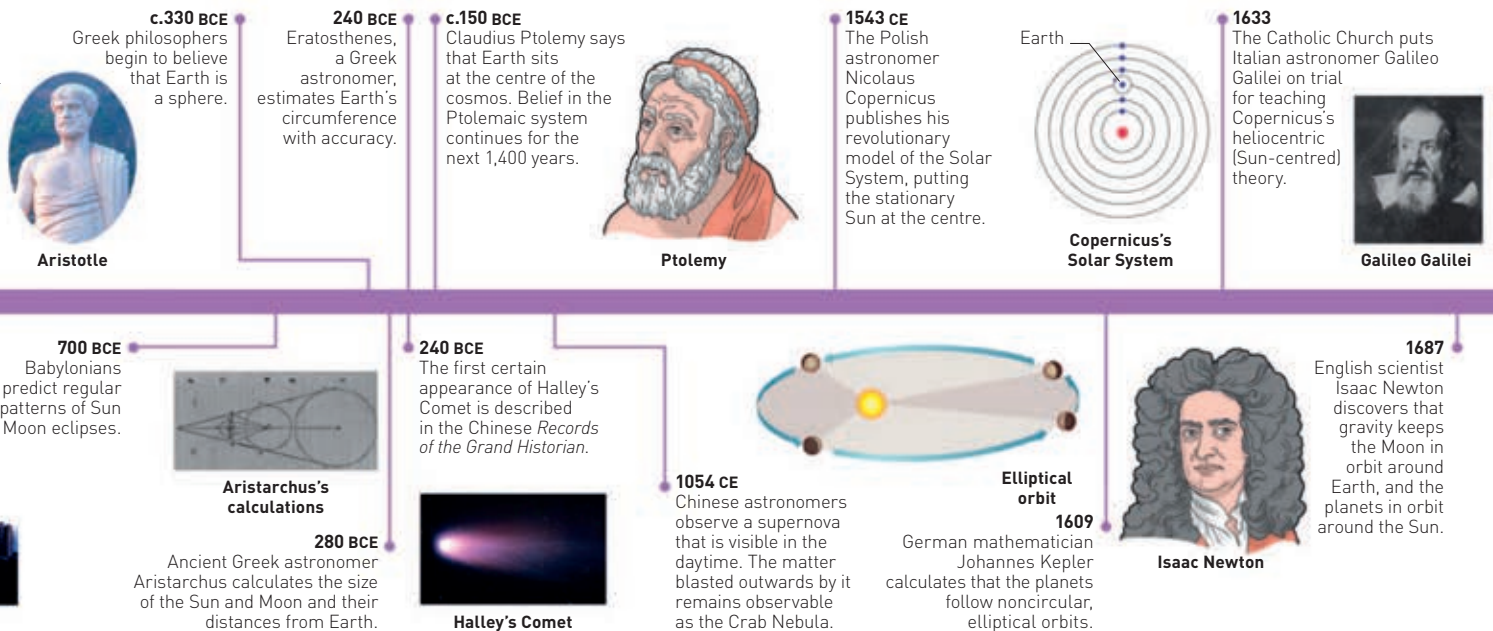 c.330 BCE
Greek philosophers
begin to believe
that Earth is
a sphere.
Aristotle
240 BCE
Eratosthenes,
a Greek
astronomer,
estimates Earth's
circumference
with accuracy.
c.150 BCE
Claudius Ptolemy says
that Earth sits
at the centre of the
cosmos. Belief in the
Ptolemaic system
continues for the
next 1,400 years.
Ptolemy
1543 CE
The Polish
astronomer
Nicolaus
Copernicus
publishes his
revolutionary
model of the Solar
System, putting
the stationary
Sun at the centre.
Earth
Copernicus's
Solar System
1633
The Catholic Church puts
Italian astronomer Galileo
Galilei on trial
for teaching
Copernicus's
heliocentric
(Sun-centred)
theory.
Galileo Galilei
700 BCE
Babylonians
predict regular
patterns of Sun
Moon eclipses.
Aristarchus's
calculations
280 BCE
Ancient Greek astronomer
Aristarchus calculates the size
of the Sun and Moon and their
distances from Earth.
240 BCE
The first certain
appearance of Halley's
Comet is described
in the Chinese Records
of the Grand Historian.
Halley's Comet
1054 CE
Chinese astronomers
observe a supernova
that is visible in the
daytime. The matter
blasted outwards by it
remains observable
as the Crab Nebula.
Elliptical
orbit
1609
German mathematician
Johannes Kepler
calculates that the planets
follow noncircular,
elliptical orbits.
Isaac Newton
1687
English scientist
Isaac Newton
discovers that
gravity keeps
the Moon in
orbit around
Earth, and the
planets in orbit
around the Sun.